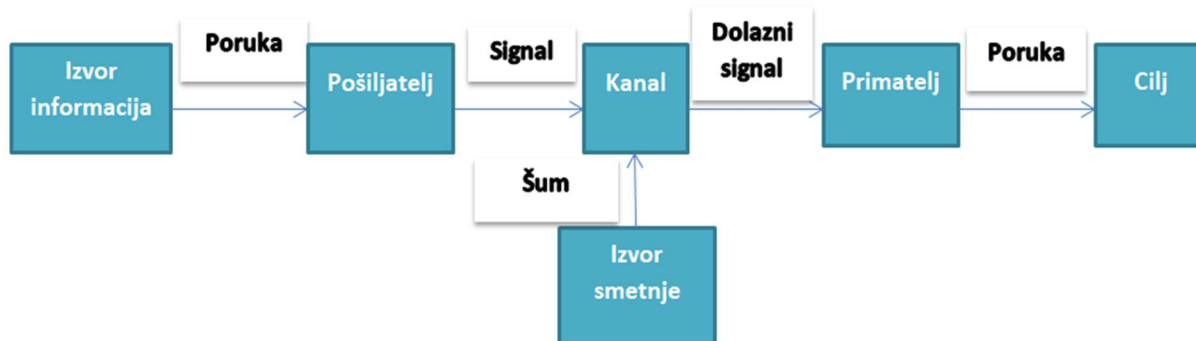 Izvor
informacija
Poruka
Pošiljatelj
Signal
Kanal
Dolazni
signal
Primatelj
Poruka
Cilj
Šum
Izvor
smetnje